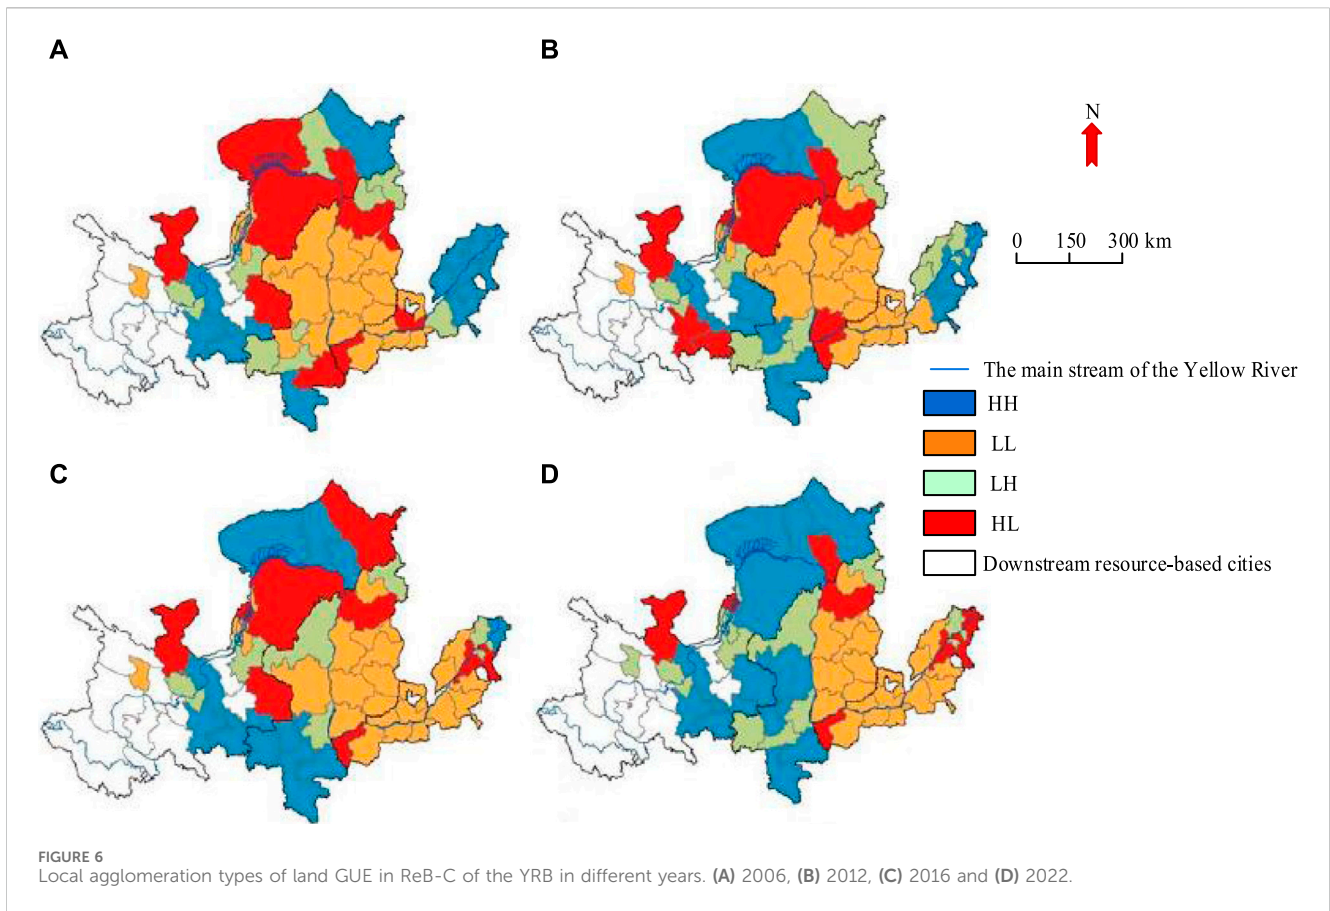 A
B
N
0 150 300 km
The main stream of the Yellow River
HH
LL
C
D
LH
HL
Downstream resource-based cities
FIGURE 6
Local agglomeration types of land GUE in ReB-C of the YRB in different years. (A) 2006, (B) 2012, (C) 2016 and (D) 2022.